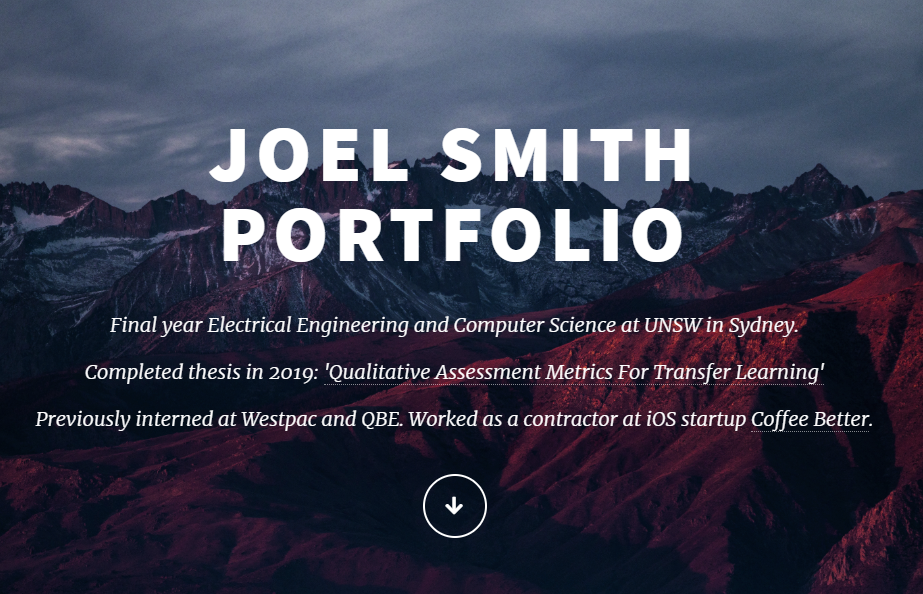 JOEL SMITH
PORTFOLIO
Final year Electrical Engineering and Computer Science at UNSW in Sydney.
Completed thesis in 2019: 'Qualitative Assessment Metrics For Transfer Learning'
Previously interned at Westpac and QBE. Worked as a contractor at iOS startup Coffee Better.